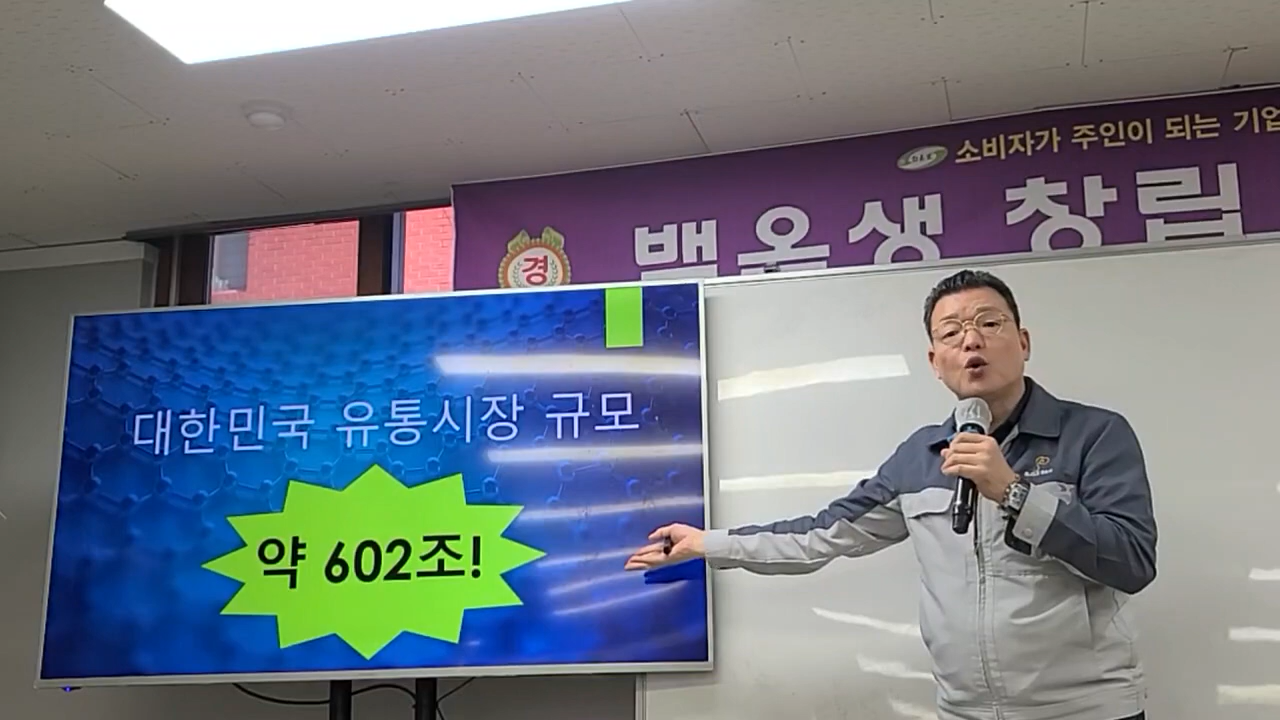 소비자가 주인이 되는 기업
백옥생 창립
경
대한민국 유통시장 규모
약 602조!